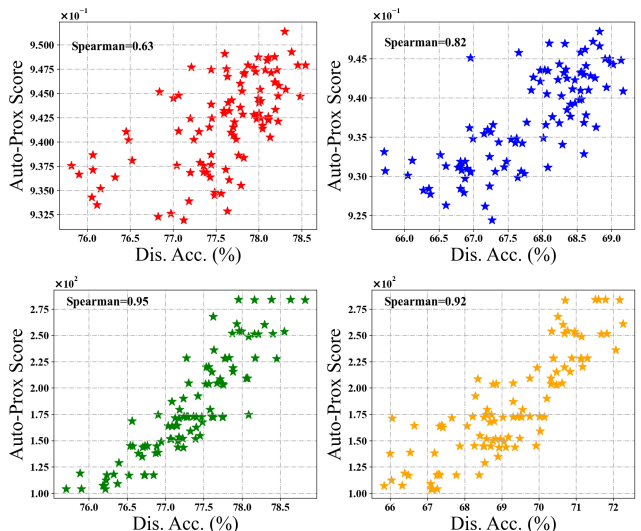 ×10⁻¹
Spearman=0.63
9.500
9.475
9.450
9.425
9.400
9.375
9.350
9.325
Auto-Prox Score
76.0 76.5 77.0 77.5 78.0 78.5
Dis. Acc. (%)
×10⁻¹
Spearman=0.82
9.45
9.40
9.35
9.30
9.25
Auto-Prox Score
66.0 66.5 67.0 67.5 68.0 68.5 69.0
Dis. Acc. (%)
×10²
Spearman=0.95
2.75
2.50
2.25
2.00
1.75
1.50
1.25
1.00
Auto-Prox Score
76.0 76.5 77.0 77.5 78.0 78.5
Dis. Acc. (%)
×10²
Spearman=0.92
2.75
2.50
2.25
2.00
1.75
1.50
1.25
1.00
Auto-Prox Score
66 67 68 69 70 71 72
Dis. Acc. (%)